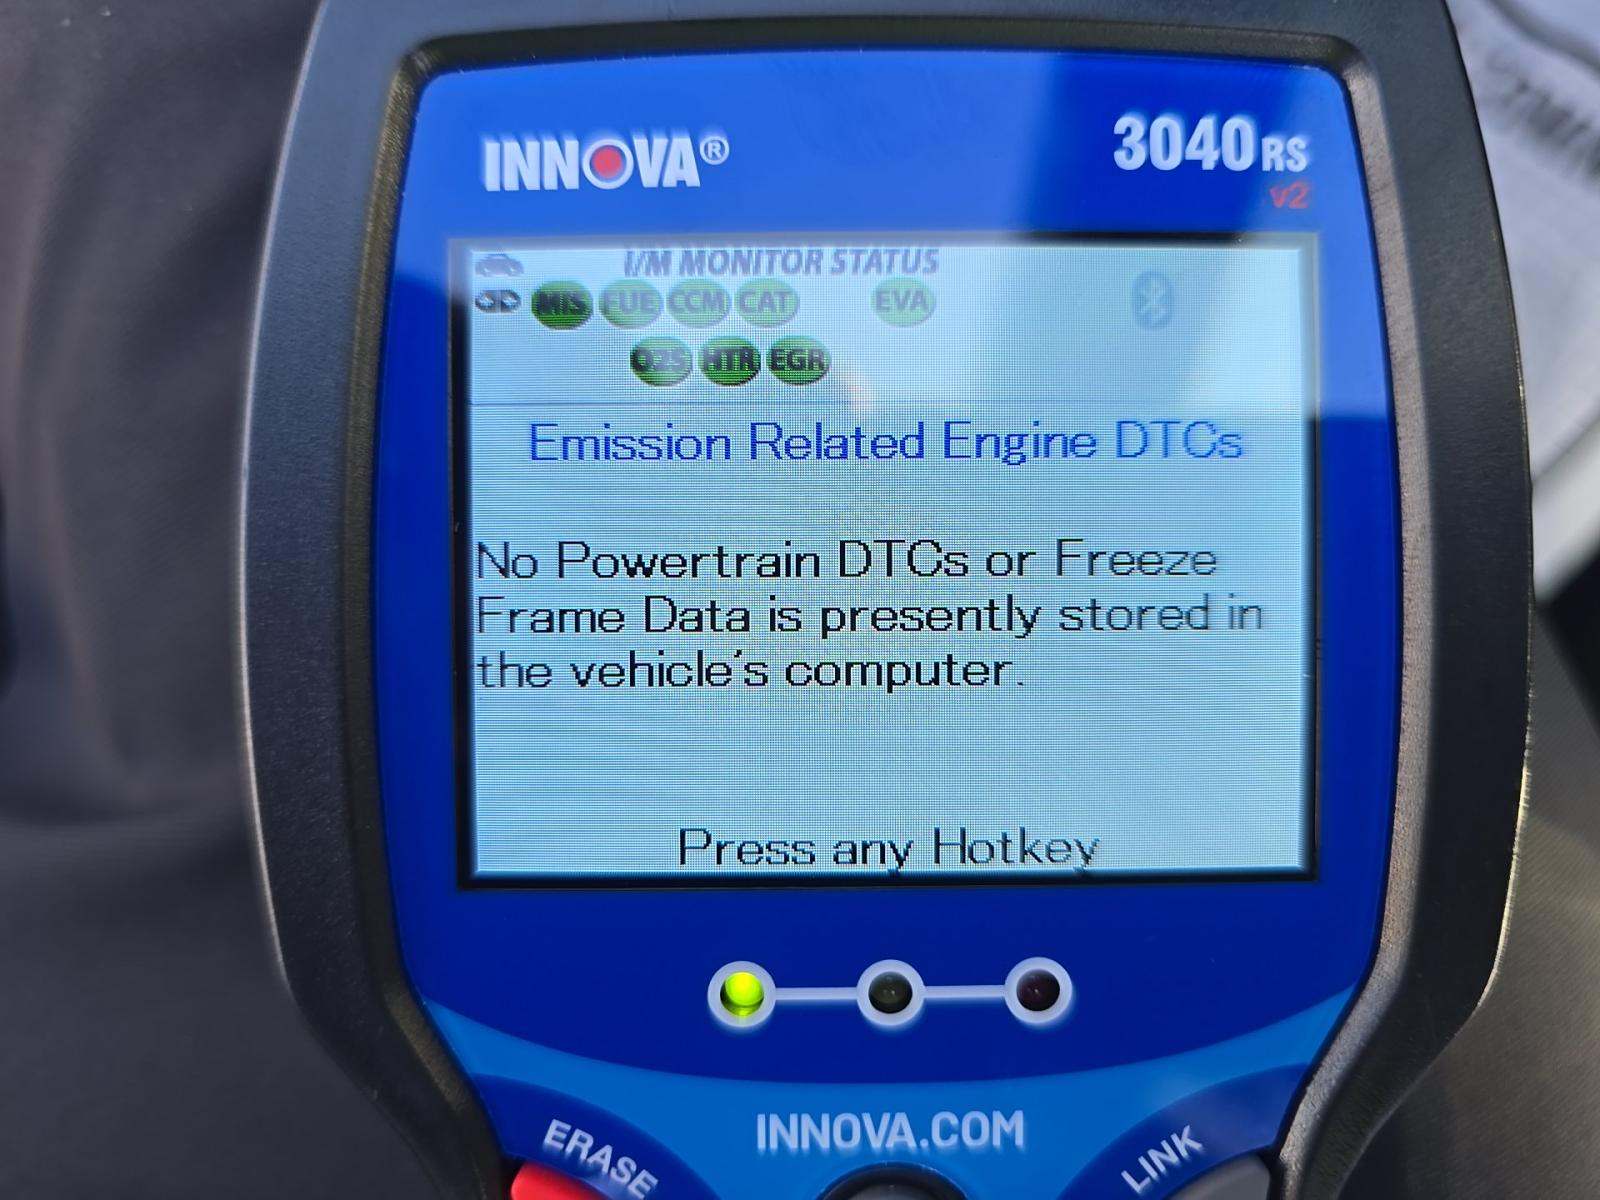 INNOVA®
3040RS
v2
I/M MONITOR STATUS
MIS FUE CCM CAT EVA
O2S HTR EGR
Emission Related Engine DTCs
No Powertrain DTCs or Freeze
Frame Data is presently stored in
the vehicle's computer.
Press any Hotkey
INNOVA.COM
ERASE
LINK